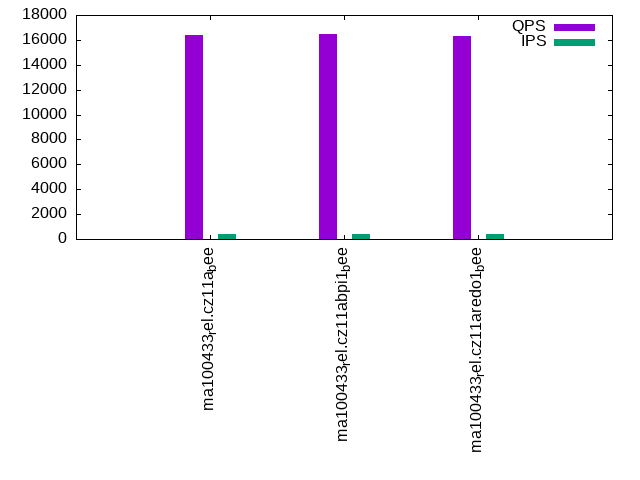 18000
16000
14000
12000
10000
8000
6000
4000
2000
0
QPS
IPS
ma100433rel.cz11abee
ma100433rel.cz11abpi1bee
ma100433rel.cz11aredo1bee